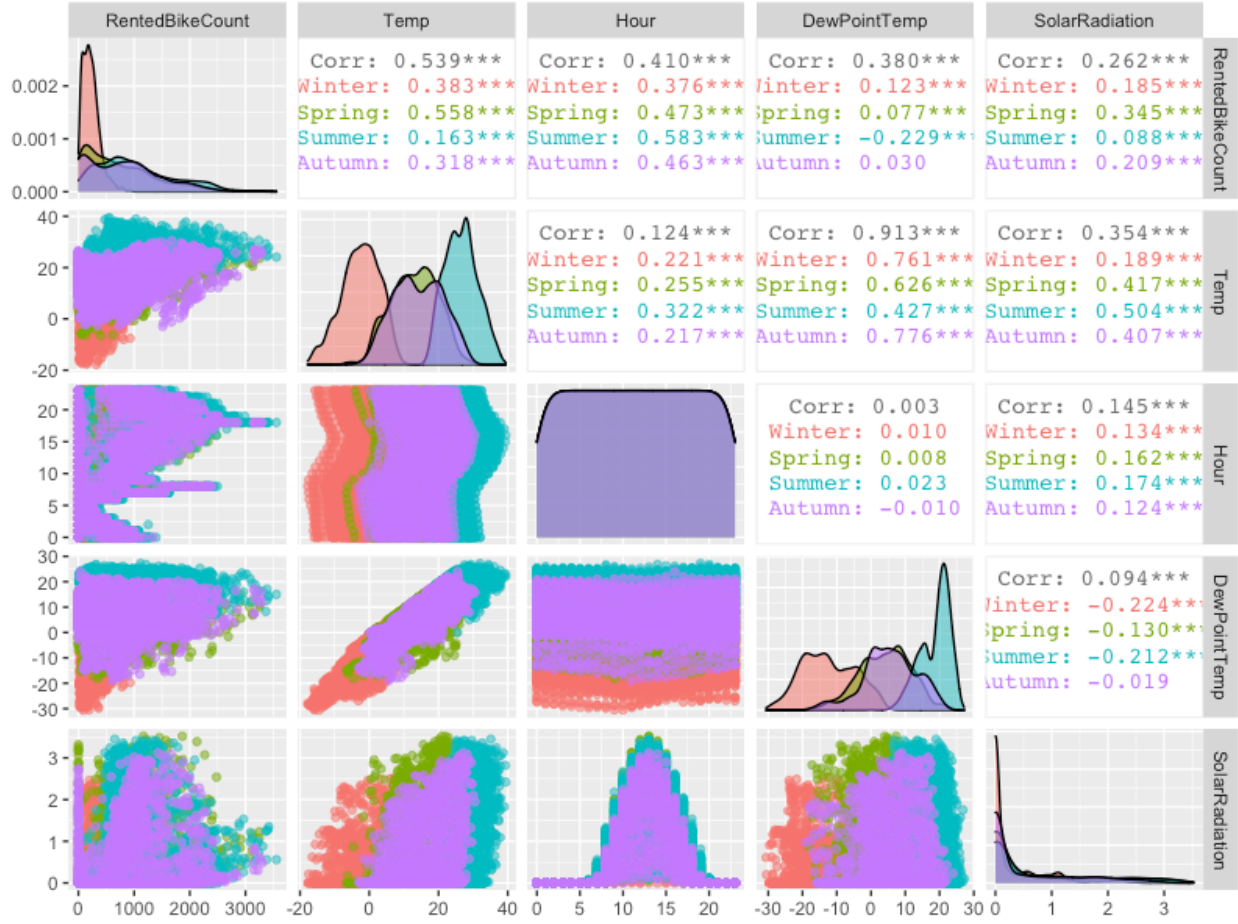 RentedBikeCount
Temp
Hour
DewPointTemp
SolarRadiation
0.002
0.001
0.000
Corr: 0.539***
Winter: 0.383***
Spring: 0.558***
Summer: 0.163***
Autumn: 0.318***
Corr: 0.410***
Winter: 0.376***
Spring: 0.473***
Summer: 0.583***
Autumn: 0.463***
Corr: 0.380***
Winter: 0.123***
Spring: 0.077***
Summer: -0.229***
Autumn: 0.030
Corr: 0.262***
Winter: 0.185***
Spring: 0.345***
Summer: 0.088***
Autumn: 0.209***
RentedBikeCount
40
20
0
-20
Corr: 0.124***
Winter: 0.221***
Spring: 0.255***
Summer: 0.322***
Autumn: 0.217***
Corr: 0.913***
Winter: 0.761***
Spring: 0.626***
Summer: 0.427***
Autumn: 0.776***
Corr: 0.354***
Winter: 0.189***
Spring: 0.417***
Summer: 0.504***
Autumn: 0.407***
Temp
20
15
10
5
0
Corr: 0.003
Winter: 0.010
Spring: 0.008
Summer: 0.023
Autumn: -0.010
Corr: 0.145***
Winter: 0.134***
Spring: 0.162***
Summer: 0.174***
Autumn: 0.124***
Hour
30
20
10
0
-10
-20
-30
Corr: 0.094***
Winter: -0.224***
Spring: -0.130***
Summer: -0.212***
Autumn: -0.019
DewPointTemp
3
2
1
0
SolarRadiation
0 1000 2000 3000
-20 0 20 40
0 5 10 15 20
-30 -20 -10 0 10 20 30
0 1 2 3